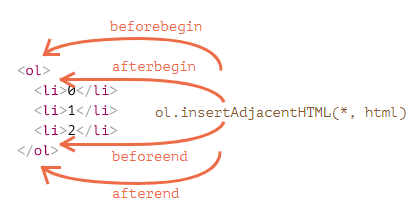 beforebegin
afterbegin
<ol>
<li>0</li>
<li>1</li>
ol.insertAdjacentHTML(*, html)
<li>2</li>
</ol>
beforeend
afterend